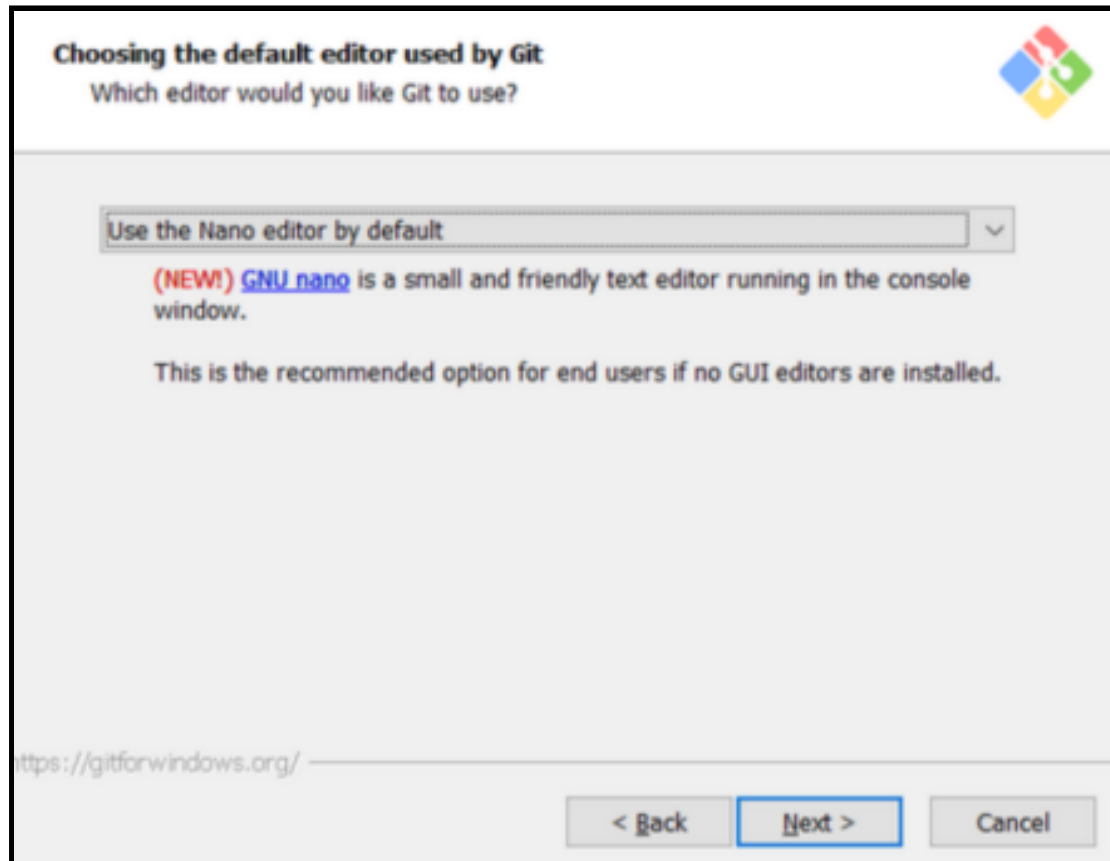 Choosing the default editor used by Git
Which editor would you like Git to use?
Use the Nano editor by default
(NEW!) GNU nano is a small and friendly text editor running in the console
window.
This is the recommended option for end users if no GUI editors are installed.
https://gitforwindows.org/
< Back
Next >
Cancel